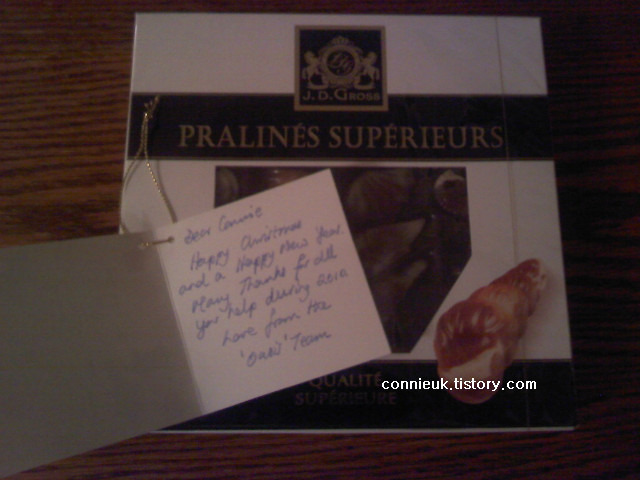 J.D. GROSS
PRALINÉS SUPÉRIEURS
Dear Connie
Happy Christmas
and a Happy New Year.
Many Thanks for all
your help during 2010
Love from the
Team
QUALITÉ
SUPÉRIEURE
connieuk.tistory.com